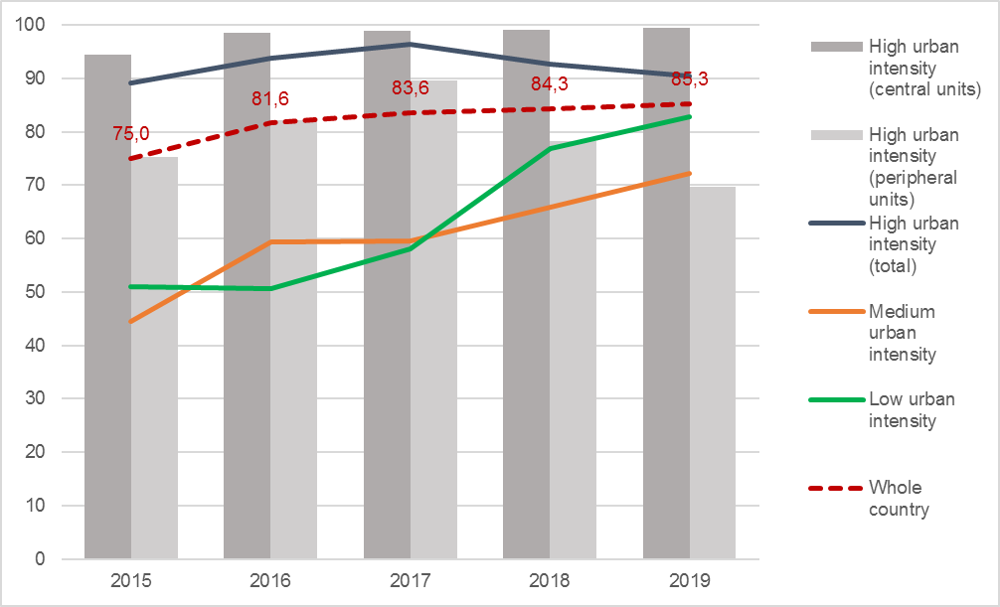 100
90
80
70
60
50
40
30
20
10
0
75,0
81,6
83,6
84,3
85,3
2015
2016
2017
2018
2019
High urban
intensity
(central units)
High urban
intensity
(peripheral
units)
High urban
intensity
(total)
Medium
urban
intensity
Low urban
intensity
Whole
country